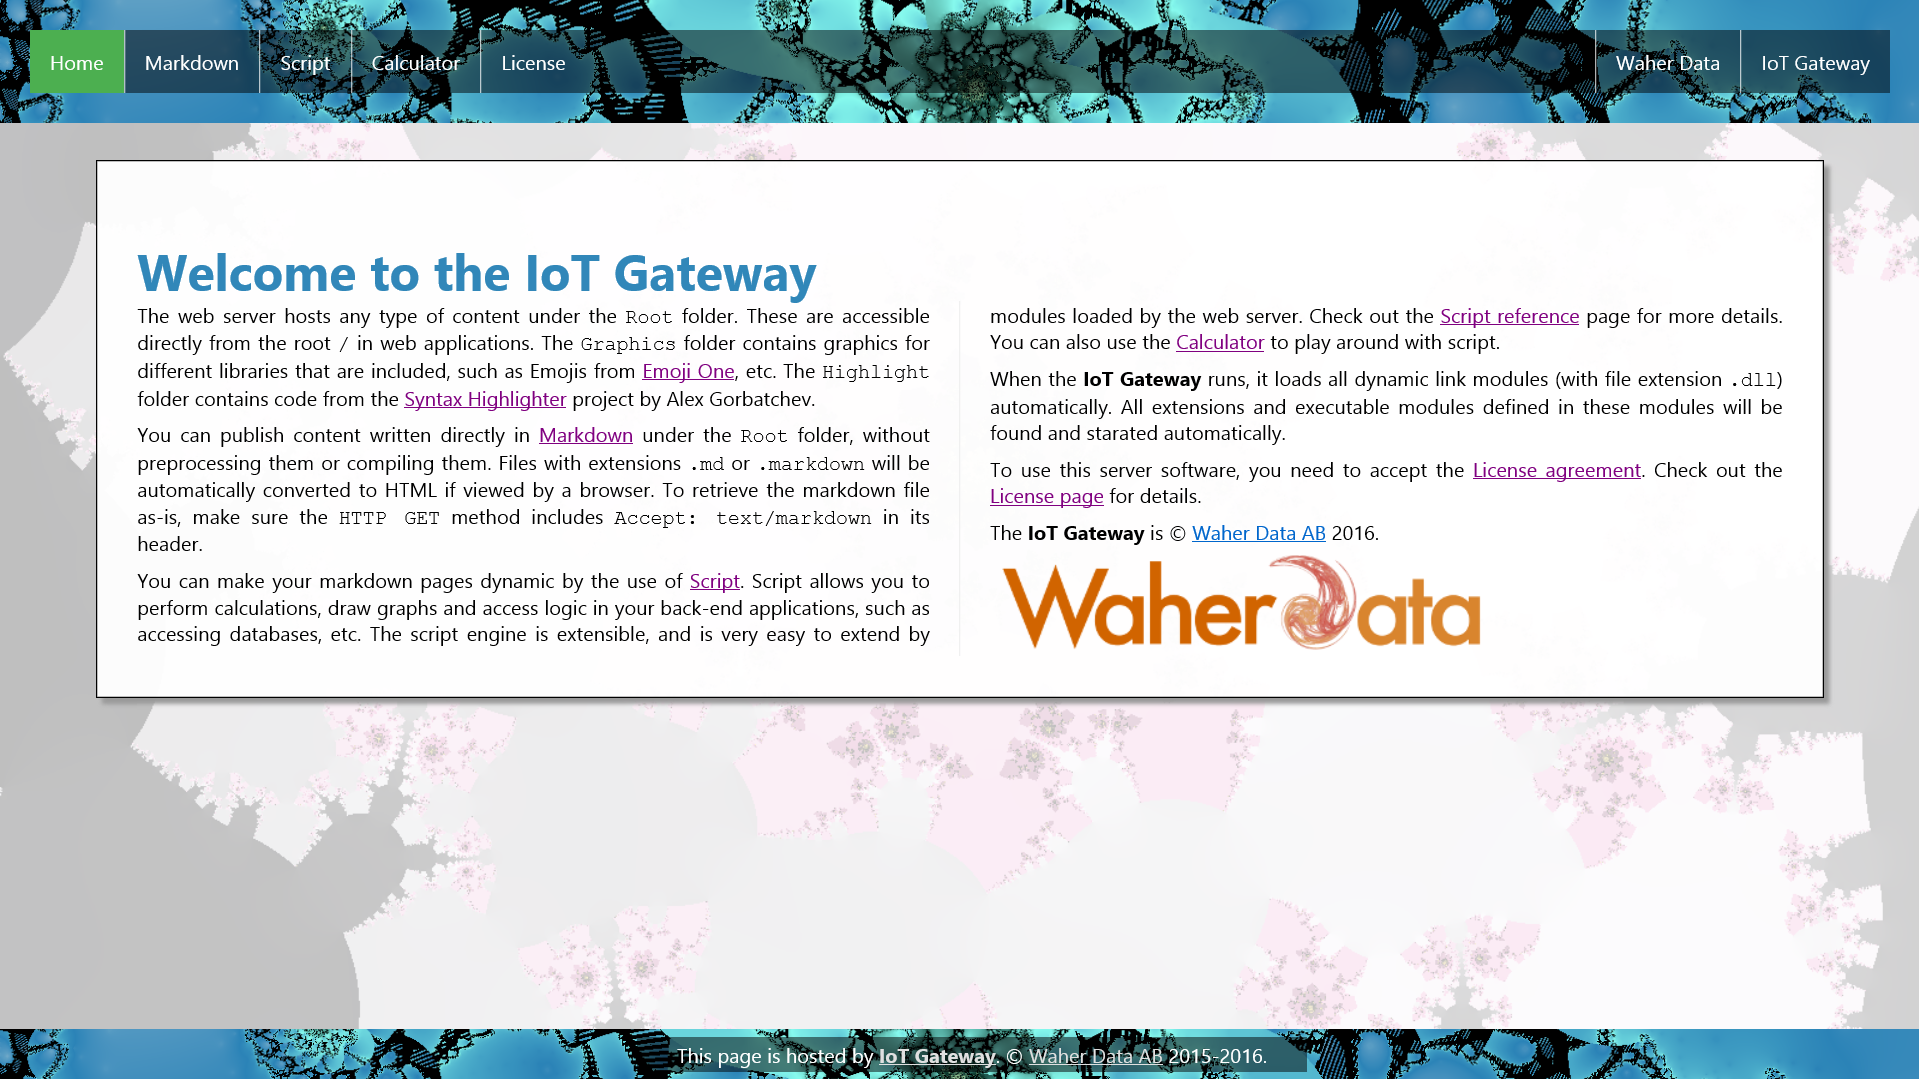 Home
Markdown
Script
Calculator
License
Waher Data
IoT Gateway
Welcome to the IoT Gateway
The web server hosts any type of content under the Root folder. These are accessible
directly from the root / in web applications. The Graphics folder contains graphics for
different libraries that are included, such as Emojis from Emoji One, etc. The Highlight
folder contains code from the Syntax Highlighter project by Alex Gorbatchev.
You can publish content written directly in Markdown under the Root folder, without
preprocessing them or compiling them. Files with extensions .md or .markdown will be
automatically converted to HTML if viewed by a browser. To retrieve the markdown file
as-is, make sure the HTTP GET method includes Accept: text/markdown in its
header.
You can make your markdown pages dynamic by the use of Script. Script allows you to
perform calculations, draw graphs and access logic in your back-end applications, such as
accessing databases, etc. The script engine is extensible, and is very easy to extend by
modules loaded by the web server. Check out the Script reference page for more details.
You can also use the Calculator to play around with script.
When the IoT Gateway runs, it loads all dynamic link modules (with file extension .dll)
automatically. All extensions and executable modules defined in these modules will be
found and starated automatically.
To use this server software, you need to accept the License agreement. Check out the
License page for details.
The IoT Gateway is © Waher Data AB 2016.
Waher Data
This page is hosted by IoT Gateway. © Waher Data AB 2015-2016.